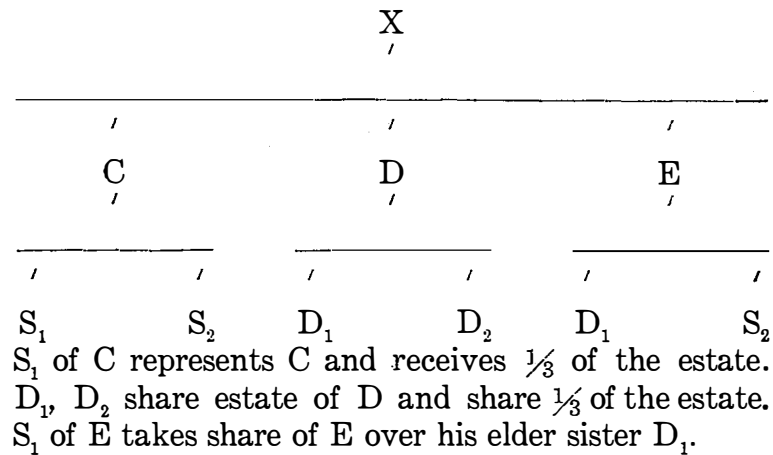 X
C D E
S₁ S₂ D₁ D₂ D₁ S₂
S₁ of C represents C and receives ⅓ of the estate.
D₁, D₂ share estate of D and share ⅓ of the estate.
S₁ of E takes share of E over his elder sister D₁.